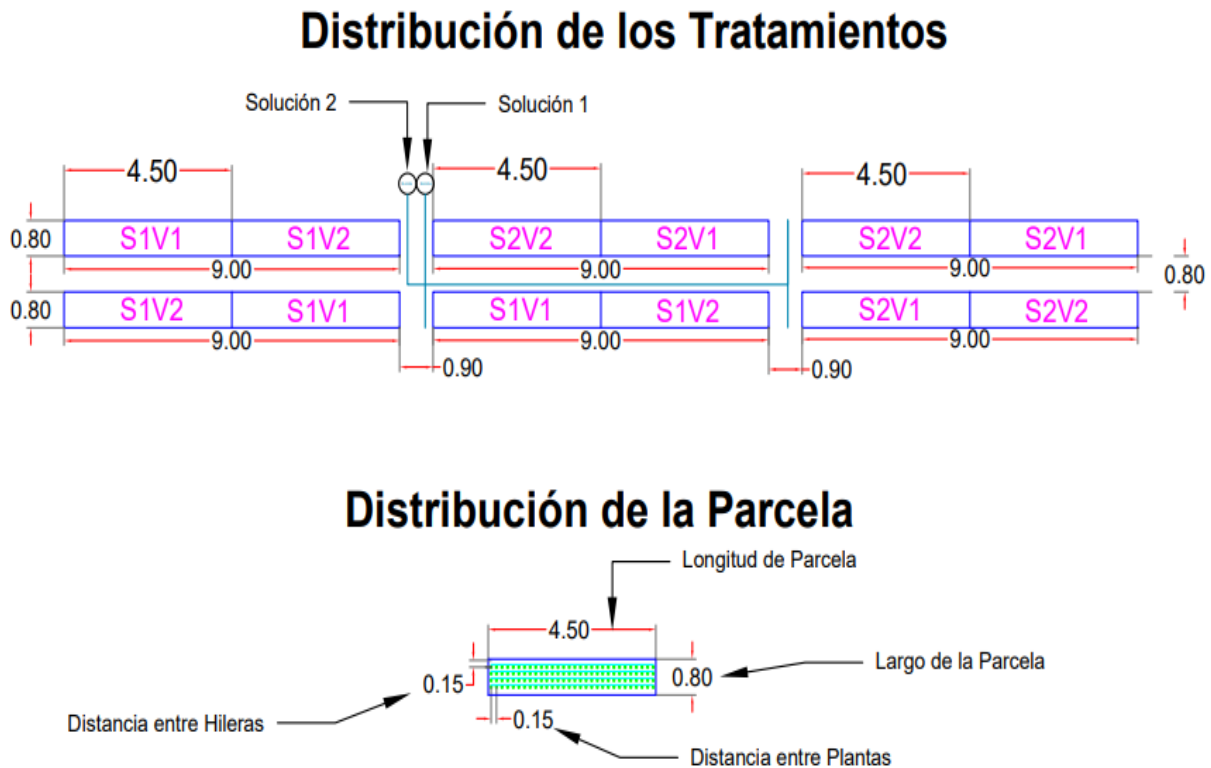 Distribución de los Tratamientos
Solución 2
Solución 1
4.50
4.50
4.50
0.80
S1V1
S1V2
S2V2
S2V1
S2V2
S2V1
9.00
9.00
9.00
0.80
0.80
S1V2
S1V1
S1V1
S1V2
S2V1
S2V2
9.00
9.00
9.00
0.90
0.90
Distribución de la Parcela
Longitud de Parcela
4.50
0.15
0.80
Largo de la Parcela
Distancia entre Hileras
0.15
Distancia entre Plantas